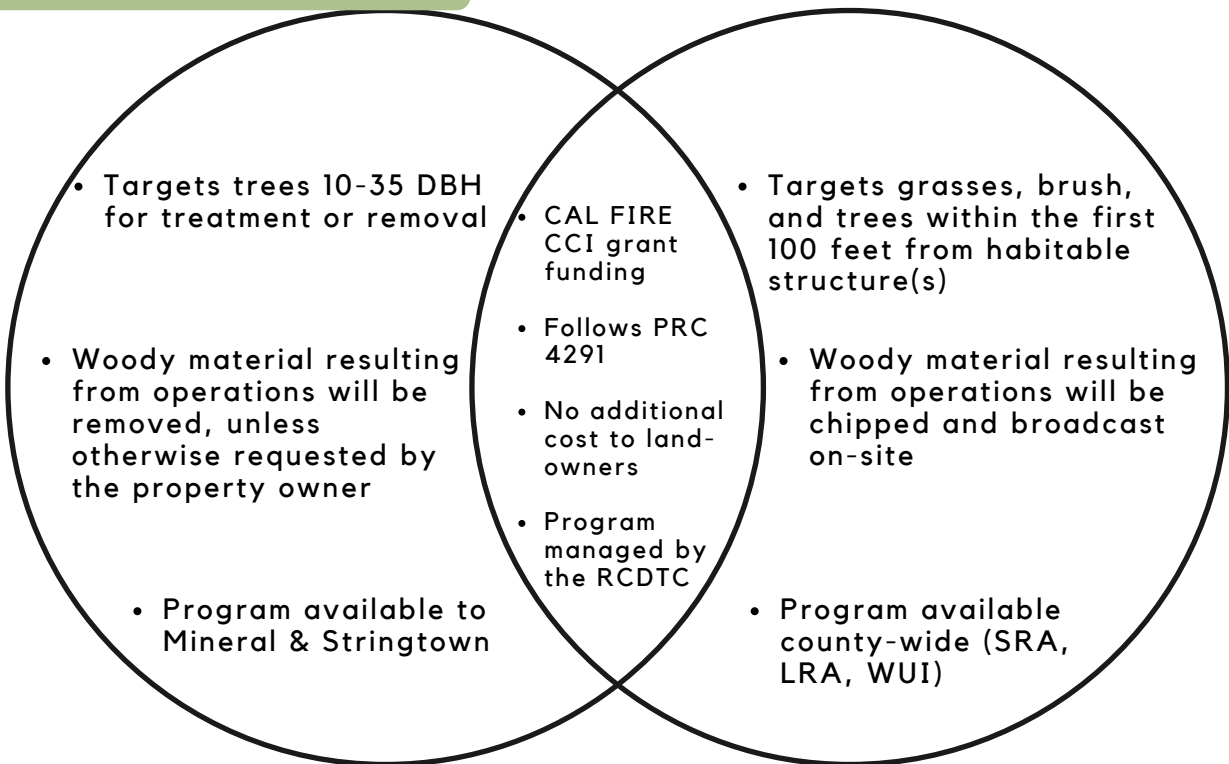 • Targets trees 10-35 DBH
for treatment or removal
• Woody material resulting
from operations will be
removed, unless
otherwise requested by
the property owner
• Program available to
Mineral & Stringtown
• CAL FIRE
CCI grant
funding
• Follows PRC
4291
• No additional
cost to land-
owners
• Program
managed by
the RCDTC
• Targets grasses, brush,
and trees within the first
100 feet from habitable
structure(s)
• Woody material resulting
from operations will be
chipped and broadcast
on-site
• Program available
county-wide (SRA,
LRA, WUI)